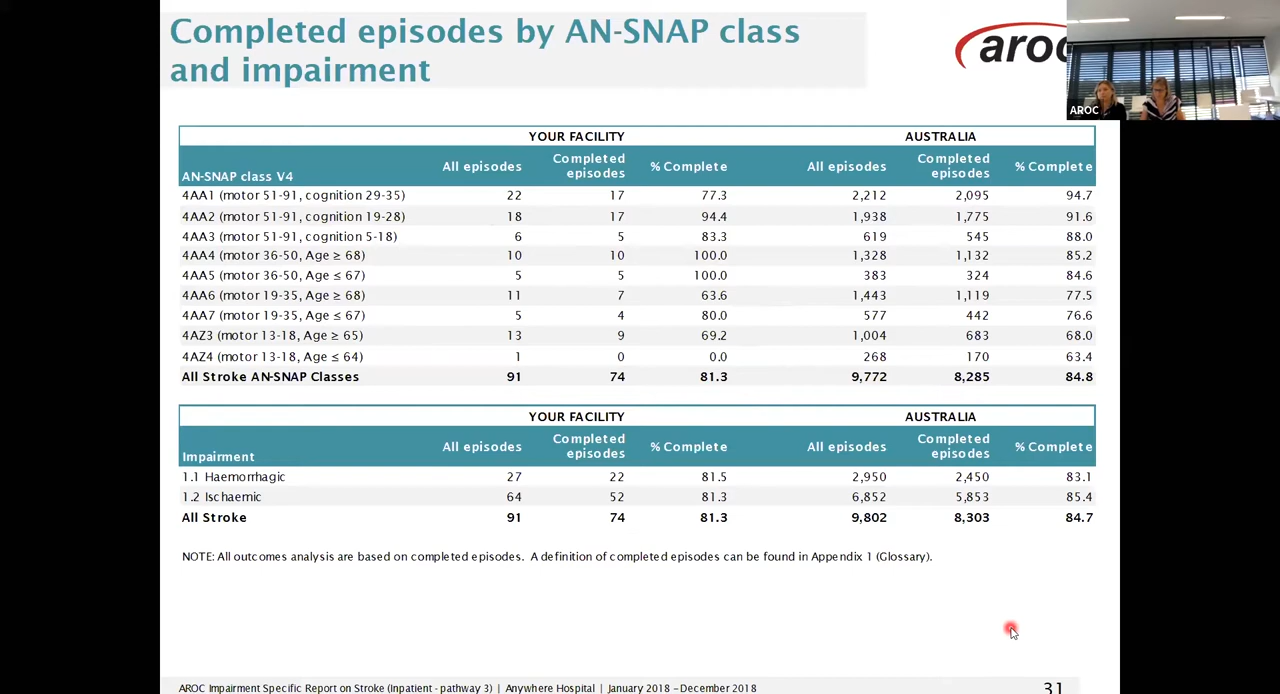 Completed episodes by AN-SNAP class
and impairment
aroc
AROC
YOUR FACILITY AUSTRALIA
AN-SNAP class V4 All episodes Completed episodes % Complete All episodes Completed episodes % Complete
4AA1 (motor 51-91, cognition 29-35) 22 17 77.3 2,212 2,095 94.7
4AA2 (motor 51-91, cognition 19-28) 18 17 94.4 1,938 1,775 91.6
4AA3 (motor 51-91, cognition 5-18) 6 5 83.3 619 545 88.0
4AA4 (motor 36-50, Age ≥ 68) 10 10 100.0 1,328 1,132 85.2
4AA5 (motor 36-50, Age ≤ 67) 5 5 100.0 383 324 84.6
4AA6 (motor 19-35, Age ≥ 68) 11 7 63.6 1,443 1,119 77.5
4AA7 (motor 19-35, Age ≤ 67) 5 4 80.0 577 442 76.6
4AZ3 (motor 13-18, Age ≥ 65) 13 9 69.2 1,004 683 68.0
4AZ4 (motor 13-18, Age ≤ 64) 1 0 0.0 268 170 63.4
All Stroke AN-SNAP Classes 91 74 81.3 9,772 8,285 84.8
YOUR FACILITY AUSTRALIA
Impairment All episodes Completed episodes % Complete All episodes Completed episodes % Complete
1.1 Haemorrhagic 27 22 81.5 2,950 2,450 83.1
1.2 Ischaemic 64 52 81.3 6,852 5,853 85.4
All Stroke 91 74 81.3 9,802 8,303 84.7
NOTE: All outcomes analysis are based on completed episodes. A definition of completed episodes can be found in Appendix 1 (Glossary).
AROC Impairment Specific Report on Stroke (Inpatient - pathway 3) | Anywhere Hospital | January 2018 – December 2018 31